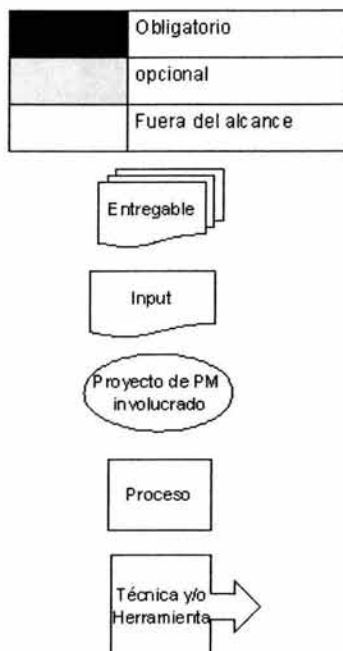 Obligatorio
opcional
Fuera del alcance
Entregable
Input
Proyecto de PM
involucrado
Proceso
Técnica y/o
Herramienta